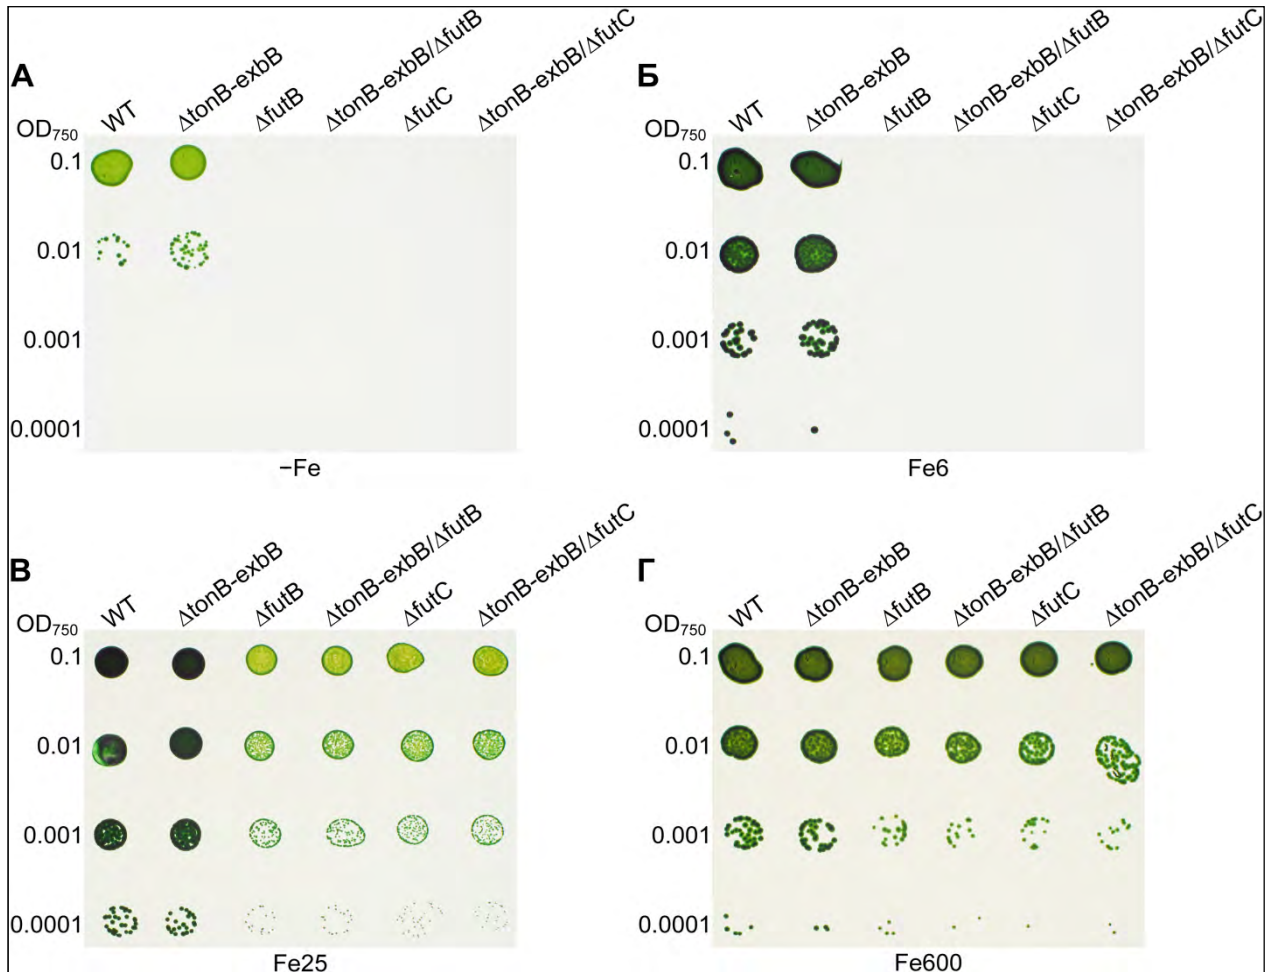 А
WT
ΔtonB-exbB
ΔfutB
ΔtonB-exbB/ΔfutB
ΔfutC
ΔtonB-exbB/ΔfutC
OD750
0.1
0.01
0.001
0.0001
−Fe
Б
WT
ΔtonB-exbB
ΔfutB
ΔtonB-exbB/ΔfutB
ΔfutC
ΔtonB-exbB/ΔfutC
OD750
0.1
0.01
0.001
0.0001
Fe6
В
WT
ΔtonB-exbB
ΔfutB
ΔtonB-exbB/ΔfutB
ΔfutC
ΔtonB-exbB/ΔfutC
OD750
0.1
0.01
0.001
0.0001
Fe25
Г
WT
ΔtonB-exbB
ΔfutB
ΔtonB-exbB/ΔfutB
ΔfutC
ΔtonB-exbB/ΔfutC
OD750
0.1
0.01
0.001
0.0001
Fe600